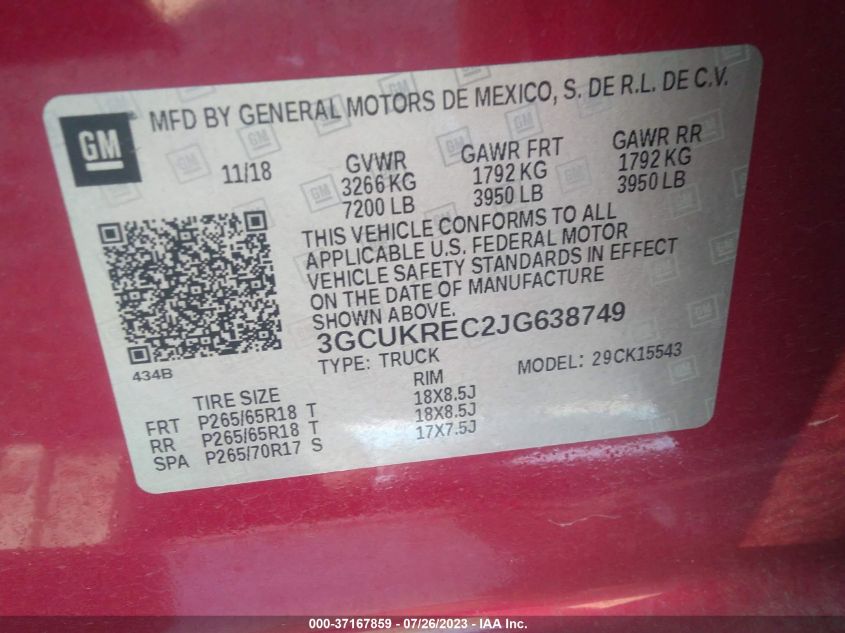 GM
MFD BY GENERAL MOTORS DE MEXICO, S. DE R.L. DE C.V.
11/18
GVWR GAWR FRT GAWR RR
3266 KG 1792 KG 1792 KG
7200 LB 3950 LB 3950 LB
THIS VEHICLE CONFORMS TO ALL
APPLICABLE U.S. FEDERAL MOTOR
VEHICLE SAFETY STANDARDS IN EFFECT
ON THE DATE OF MANUFACTURE
SHOWN ABOVE.
3GCUKREC2JG638749
TYPE: TRUCK MODEL: 29CK15543
434B
TIRE SIZE RIM
FRT P265/65R18 T 18X8.5J
RR P265/65R18 T 18X8.5J
SPA P265/70R17 S 17X7.5J
000-37167859 - 07/26/2023 - IAA Inc.